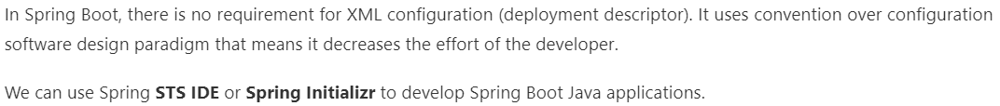 In Spring Boot, there is no requirement for XML configuration (deployment descriptor). It uses convention over configuration
software design paradigm that means it decreases the effort of the developer.
We can use Spring STS IDE or Spring Initializr to develop Spring Boot Java applications.